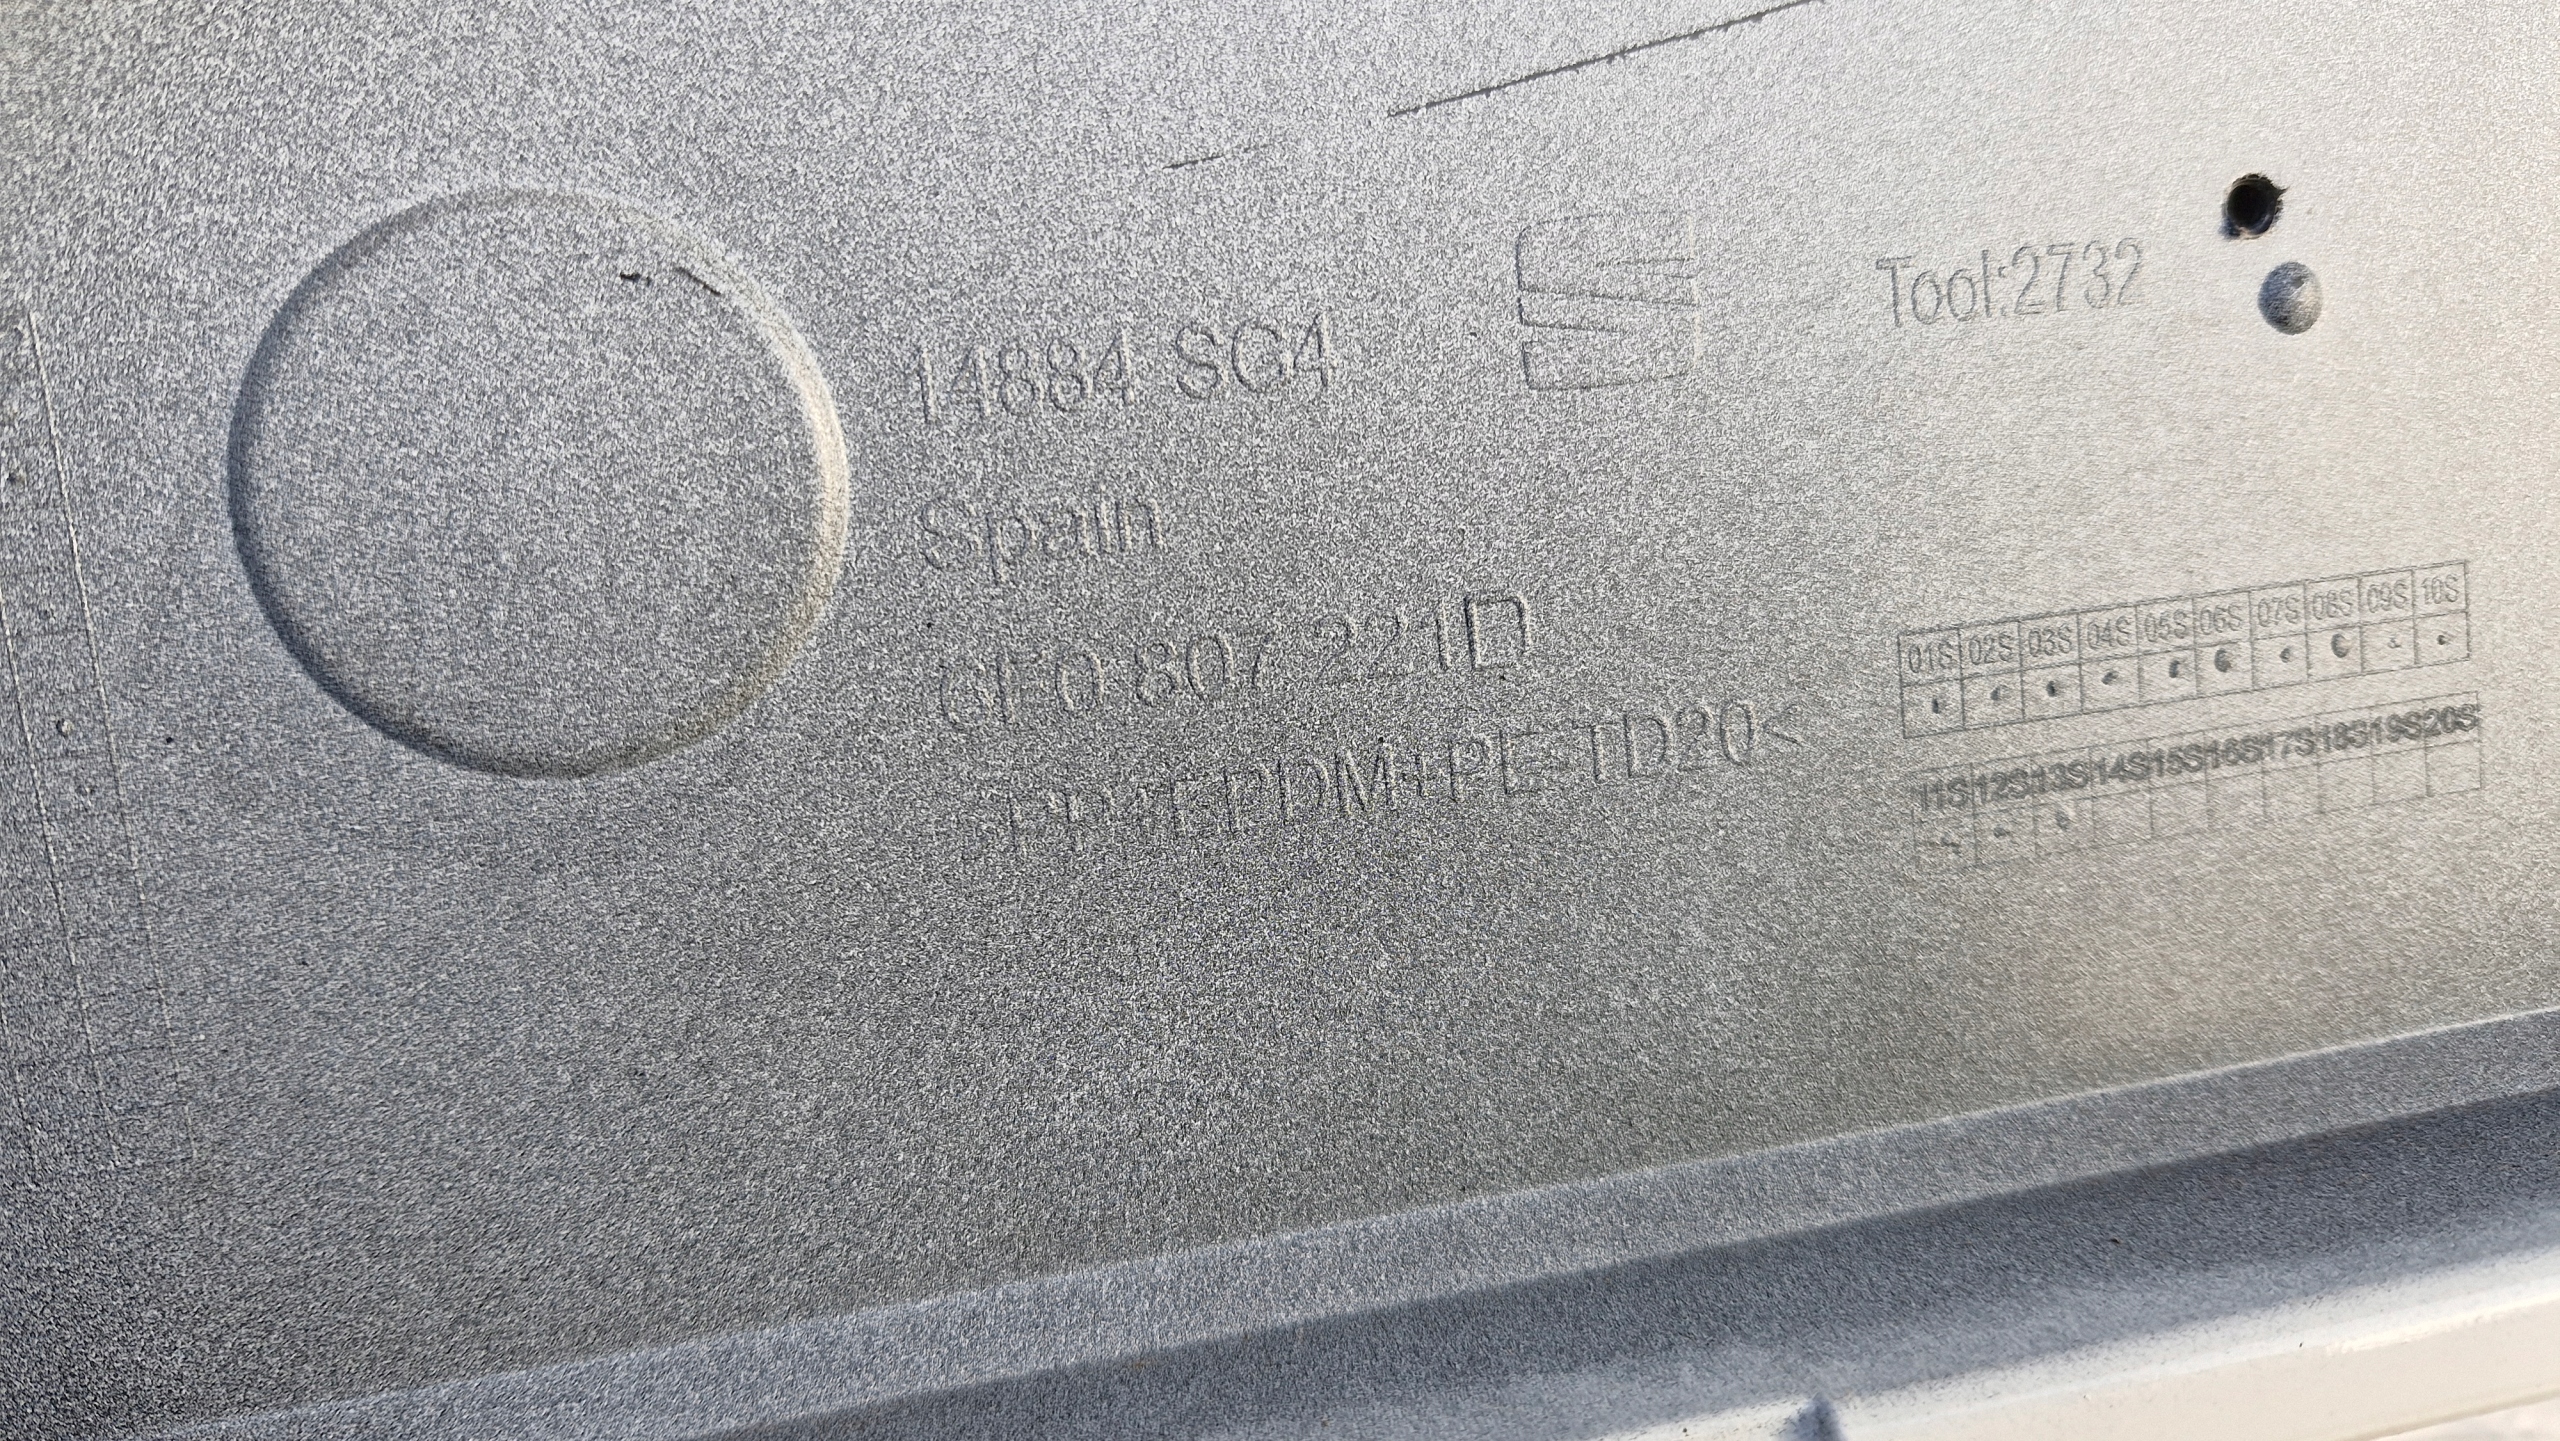 14884 SC4
Spain
6F0 807 221D
>PP+EPDM+PE TD20<
Tool:2732
01S 02S 03S 04S 05S 06S 07S 08S 09S 10S
11S 12S 13S 14S 15S 16S 17S 18S 19S 20S